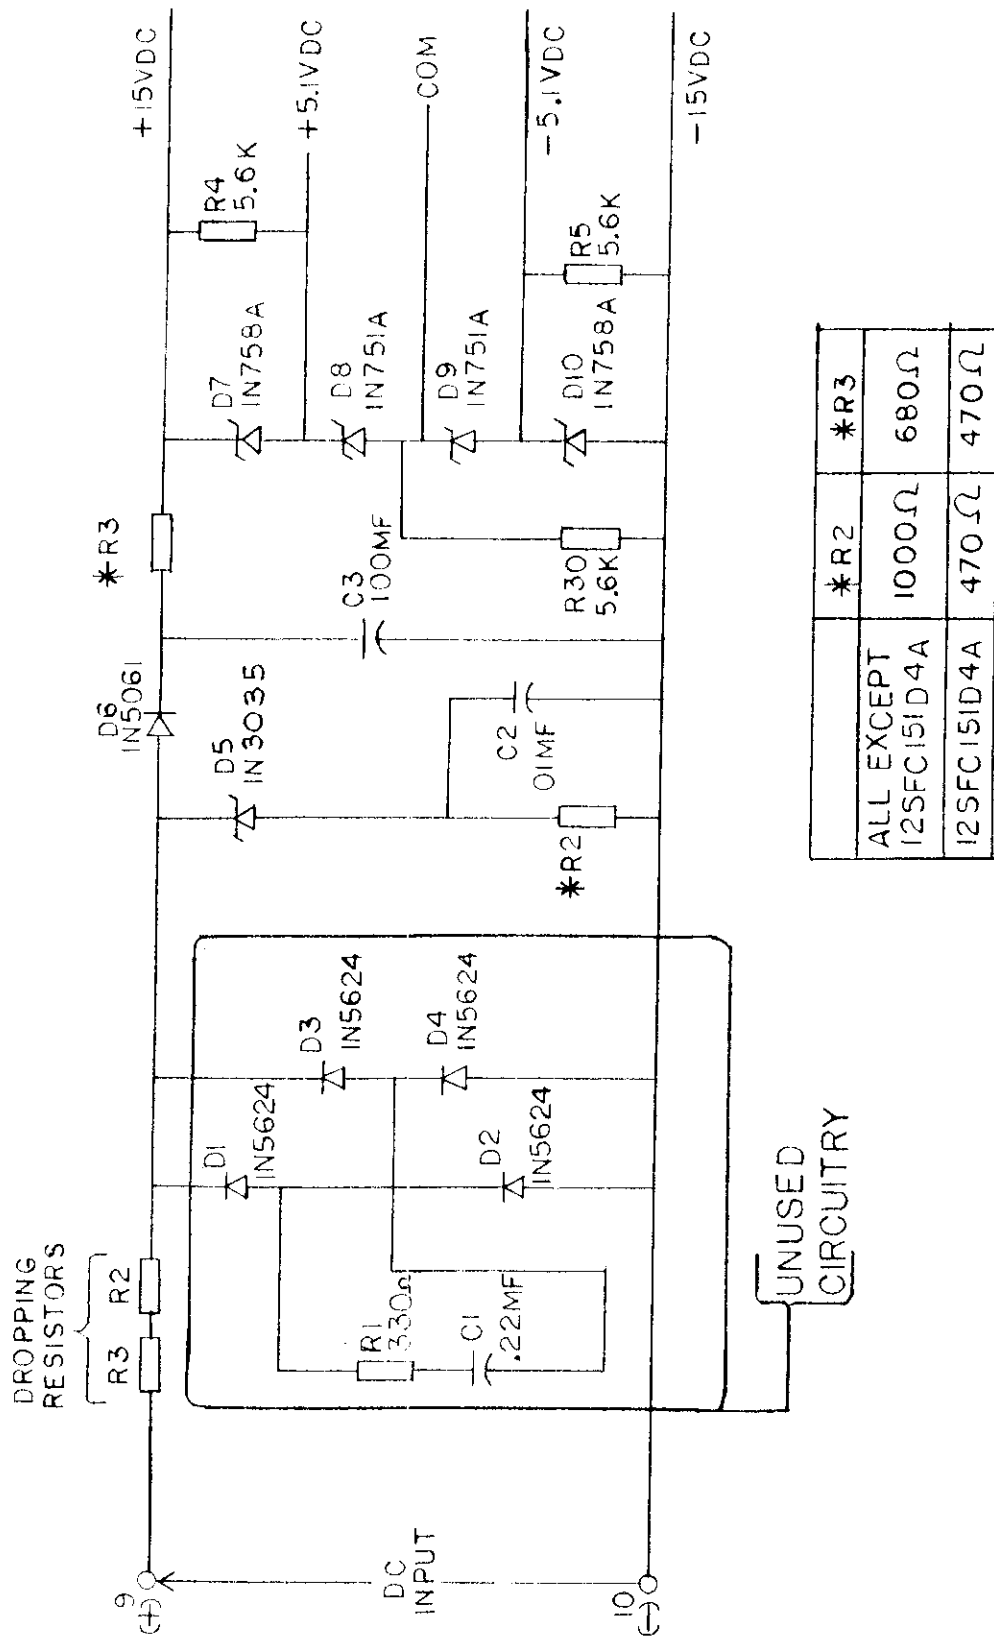 DROPPING
RESISTORS
R3 R2
(+) 9
DC
INPUT
(-) 10
R1
330Ω
C1
.22MF
D1
IN5624
D2
IN5624
D3
IN5624
D4
IN5624
UNUSED
CIRCUITRY
D5
IN3035
D6
IN5061
*R2
C2
.01MF
C3
100MF
*R3
R30
5.6K
D7
IN758A
D8
IN751A
D9
IN751A
D10
IN758A
R4
5.6K
R5
5.6K
+15VDC
+5.1VDC
COM
-5.1VDC
-15VDC
*R2 *R3
ALL EXCEPT
12SFC151D4A 1000Ω 680Ω
12SFC151D4A 470Ω 470Ω